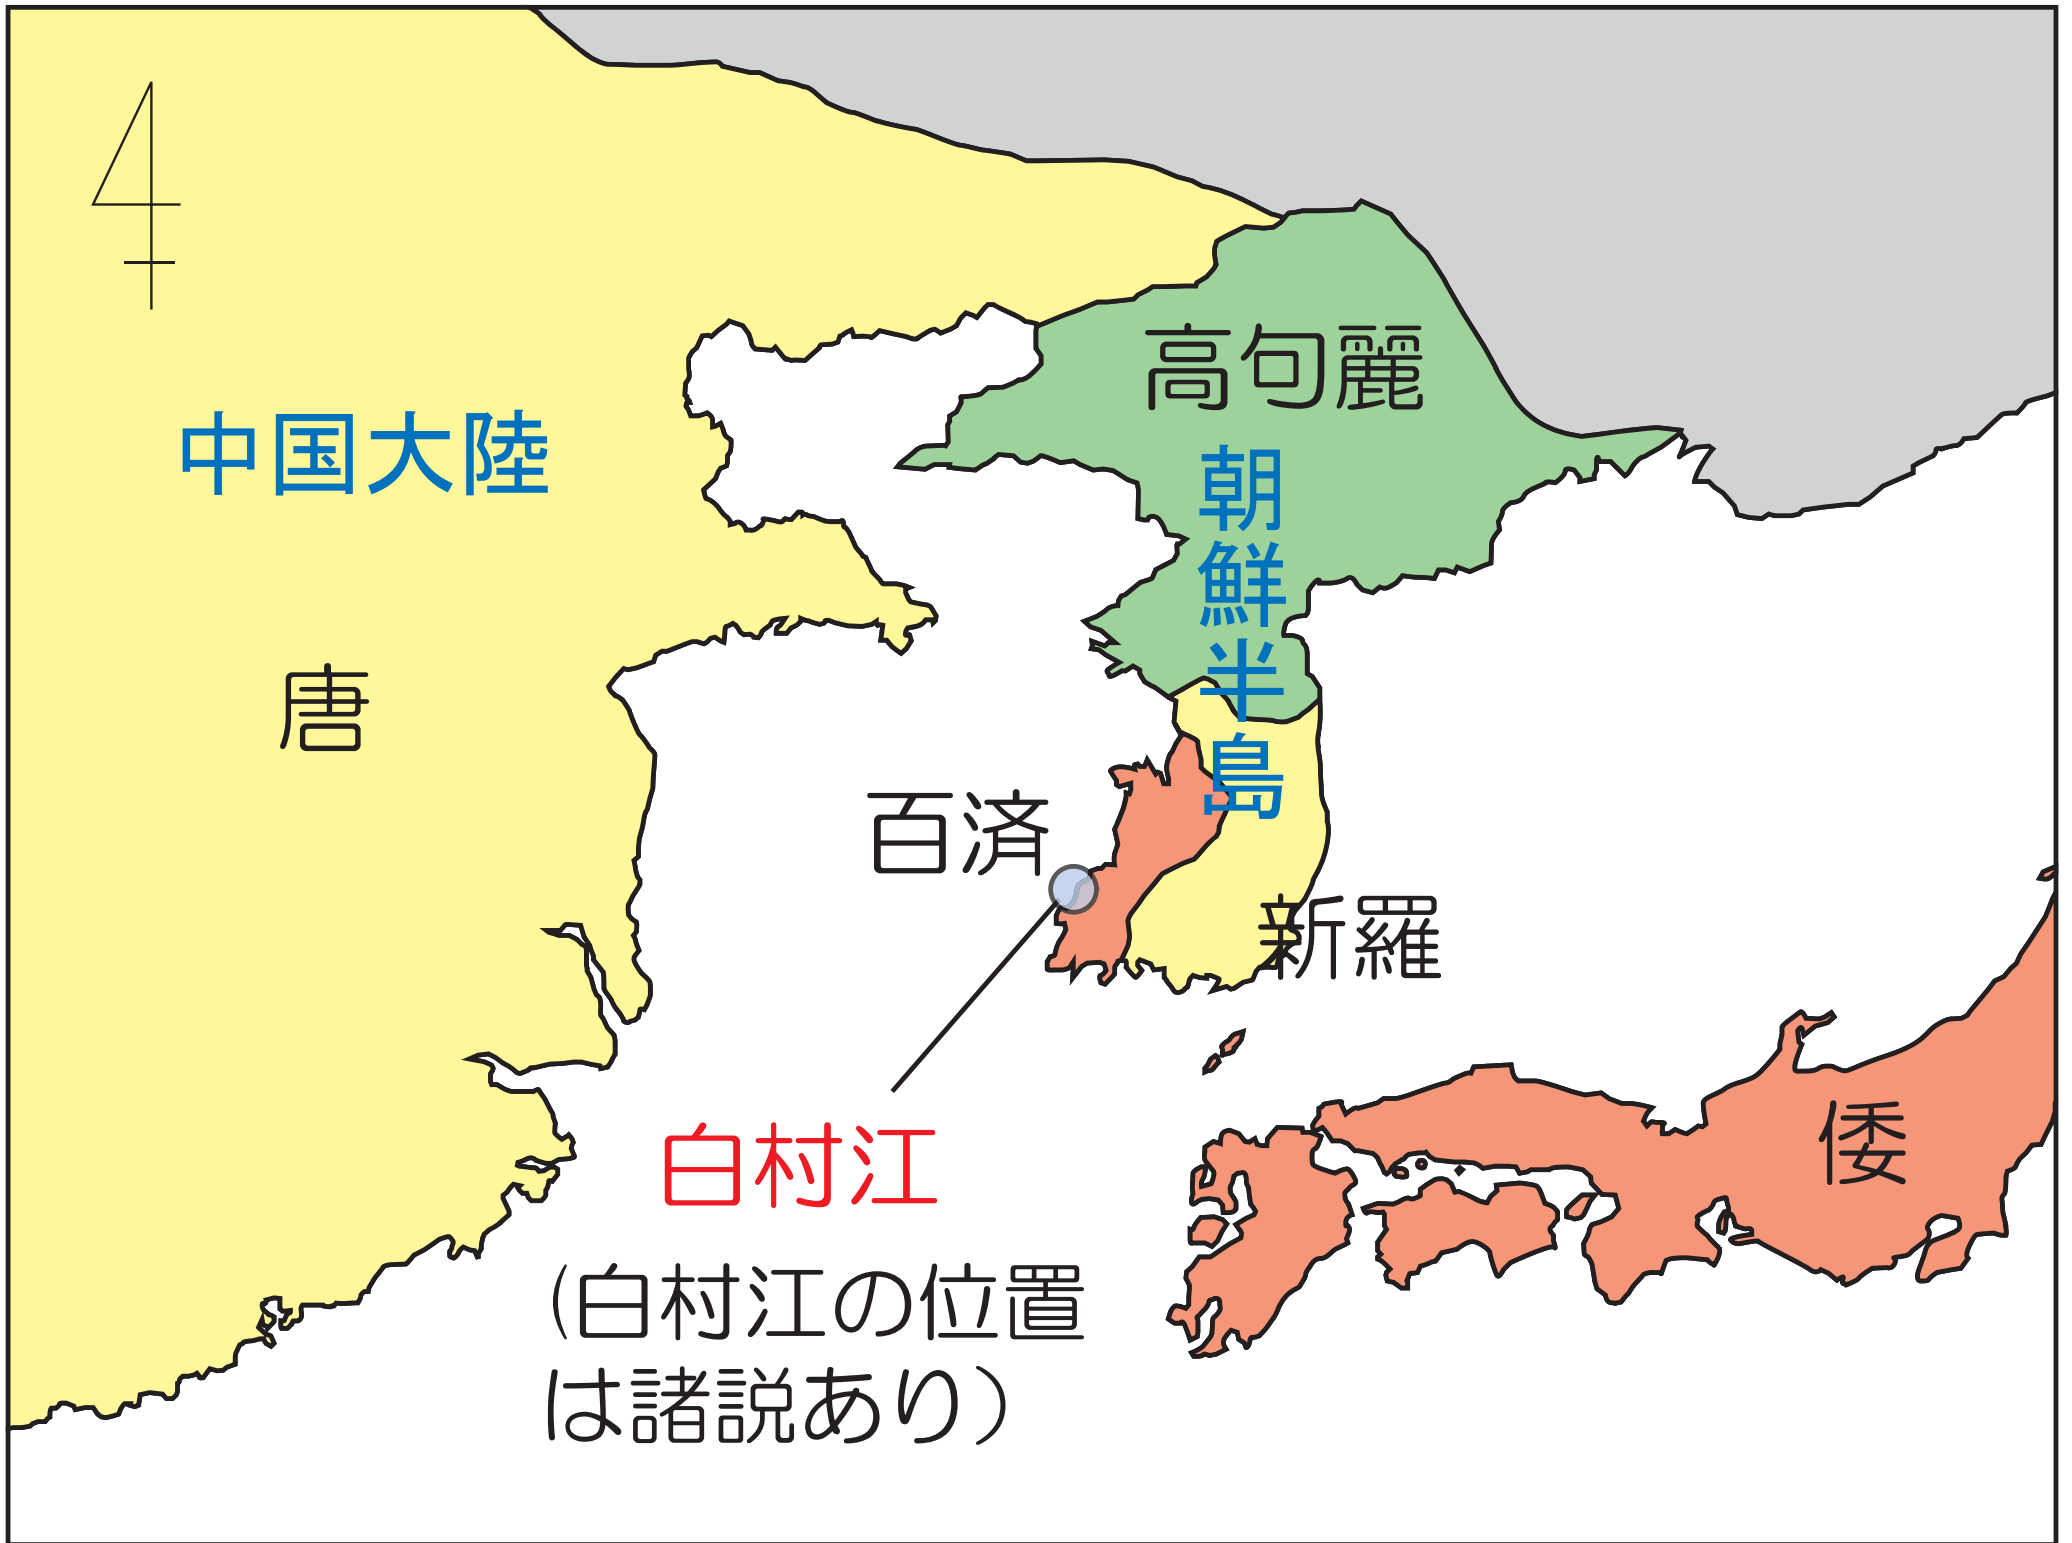 高句麗
中国大陸
朝鮮半島
唐
百済
新羅
白村江
倭
(白村江の位置
は諸説あり)